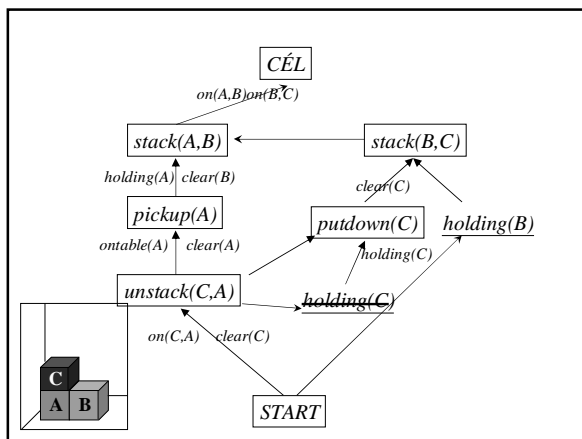 CÉL
on(A,B)on(B,C)
stack(A,B) stack(B,C)
holding(A) clear(B) clear(C)
pickup(A) putdown(C) holding(B)
ontable(A) clear(A) holding(C)
unstack(C,A) holding(C)
on(C,A) clear(C)
C
A B
START